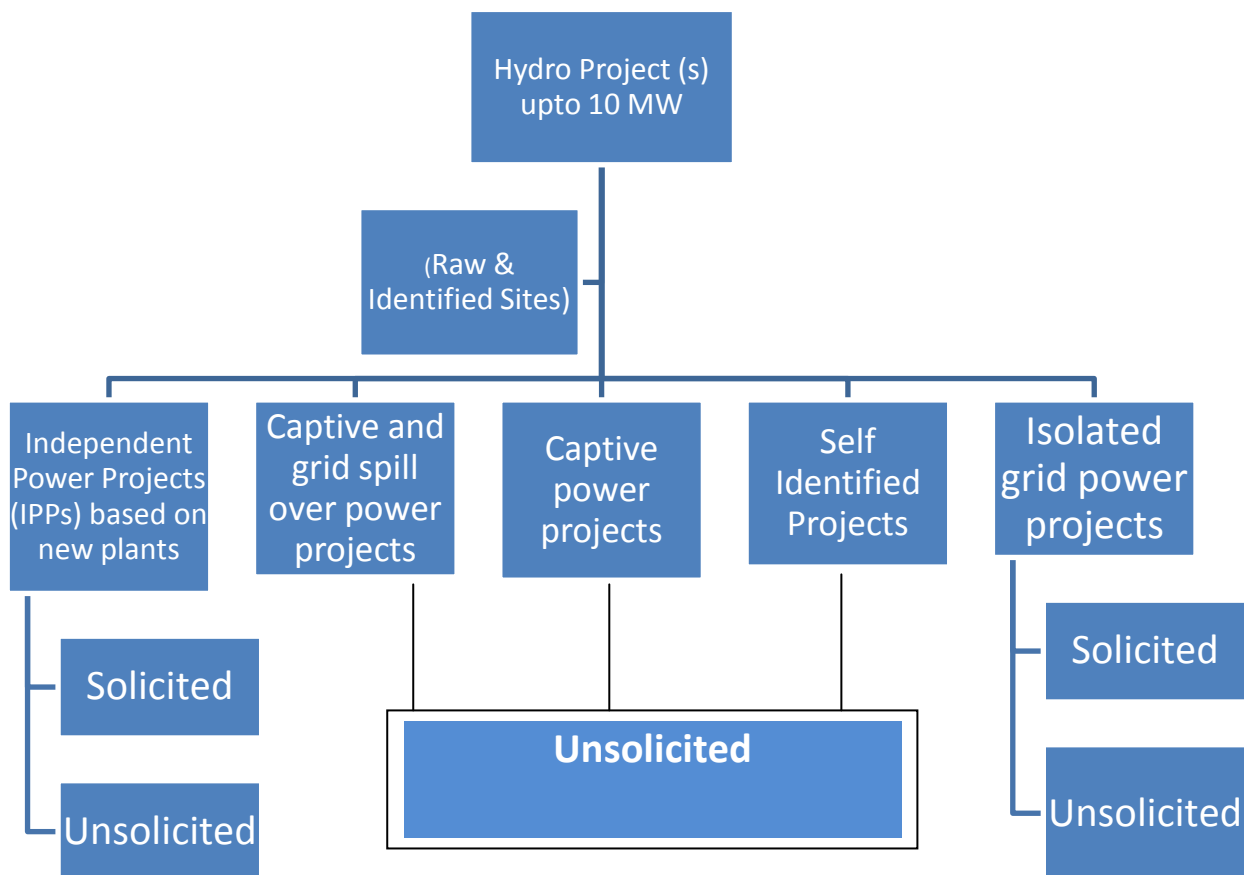 Hydro Project (s)
upto 10 MW
(Raw &
Identified Sites)
Independent
Power Projects
(IPPs) based on
new plants
Captive and
grid spill
over power
projects
Captive
power
projects
Self
Identified
Projects
Isolated
grid power
projects
Solicited
Unsolicited
Unsolicited
Solicited
Unsolicited